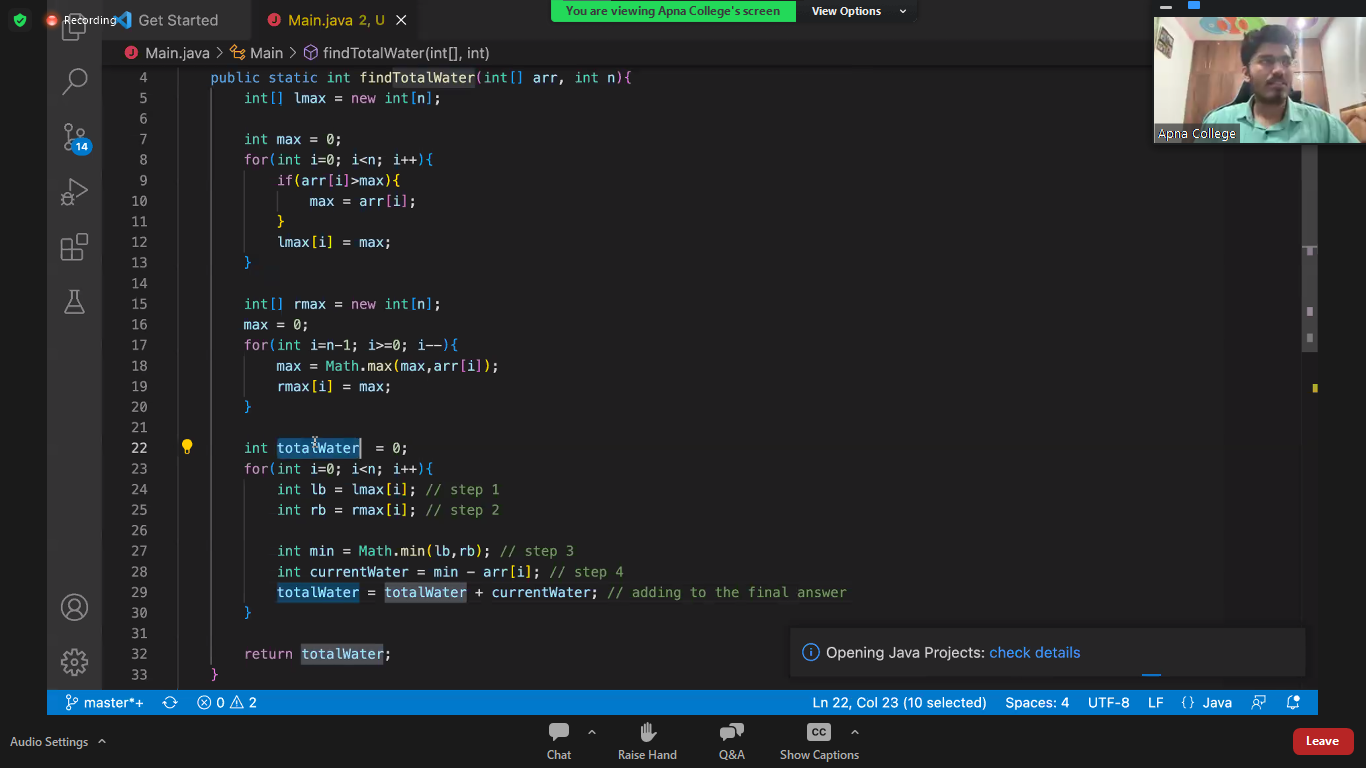 Recording
Get Started
Main.java 2, U
You are viewing Apna College's screen
View Options
Main.java > Main > findTotalWater(int[], int)
Apna College
14
4 public static int findTotalWater(int[] arr, int n){
5 int[] lmax = new int[n];
6
7 int max = 0;
8 for(int i=0; i<n; i++){
9 if(arr[i]>max){
10 max = arr[i];
11 }
12 lmax[i] = max;
13 }
14
15 int[] rmax = new int[n];
16 max = 0;
17 for(int i=n-1; i>=0; i--){
18 max = Math.max(max,arr[i]);
19 rmax[i] = max;
20 }
21
22 int totalWater = 0;
23 for(int i=0; i<n; i++){
24 int lb = lmax[i]; // step 1
25 int rb = rmax[i]; // step 2
26
27 int min = Math.min(lb,rb); // step 3
28 int currentWater = min - arr[i]; // step 4
29 totalWater = totalWater + currentWater; // adding to the final answer
30 }
31
32 return totalWater;
33 }
Opening Java Projects: check details
master*+ 0 2 Ln 22, Col 23 (10 selected) Spaces: 4 UTF-8 LF {} Java
Audio Settings
Chat
Raise Hand
Q&A
CC
Show Captions
Leave